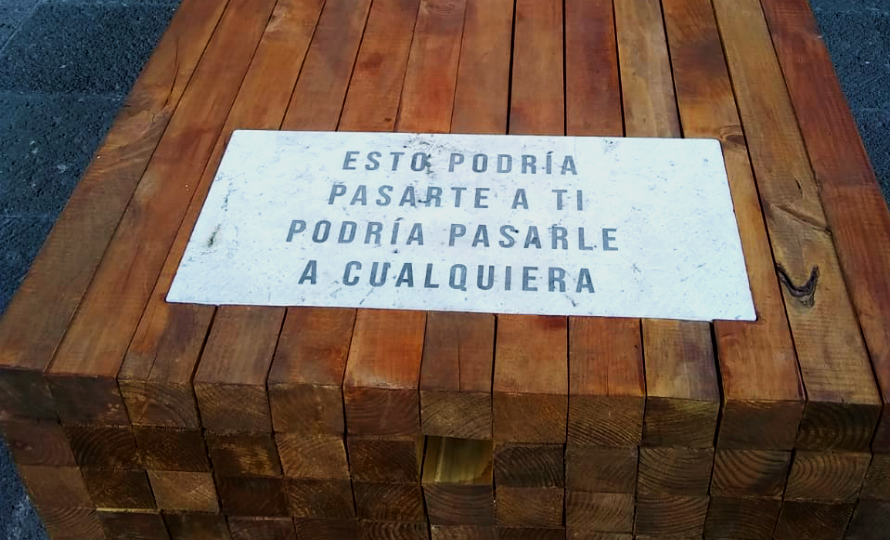 ESTO PODRÍA
PASARTE A TI
PODRÍA PASARLE
A CUALQUIERA